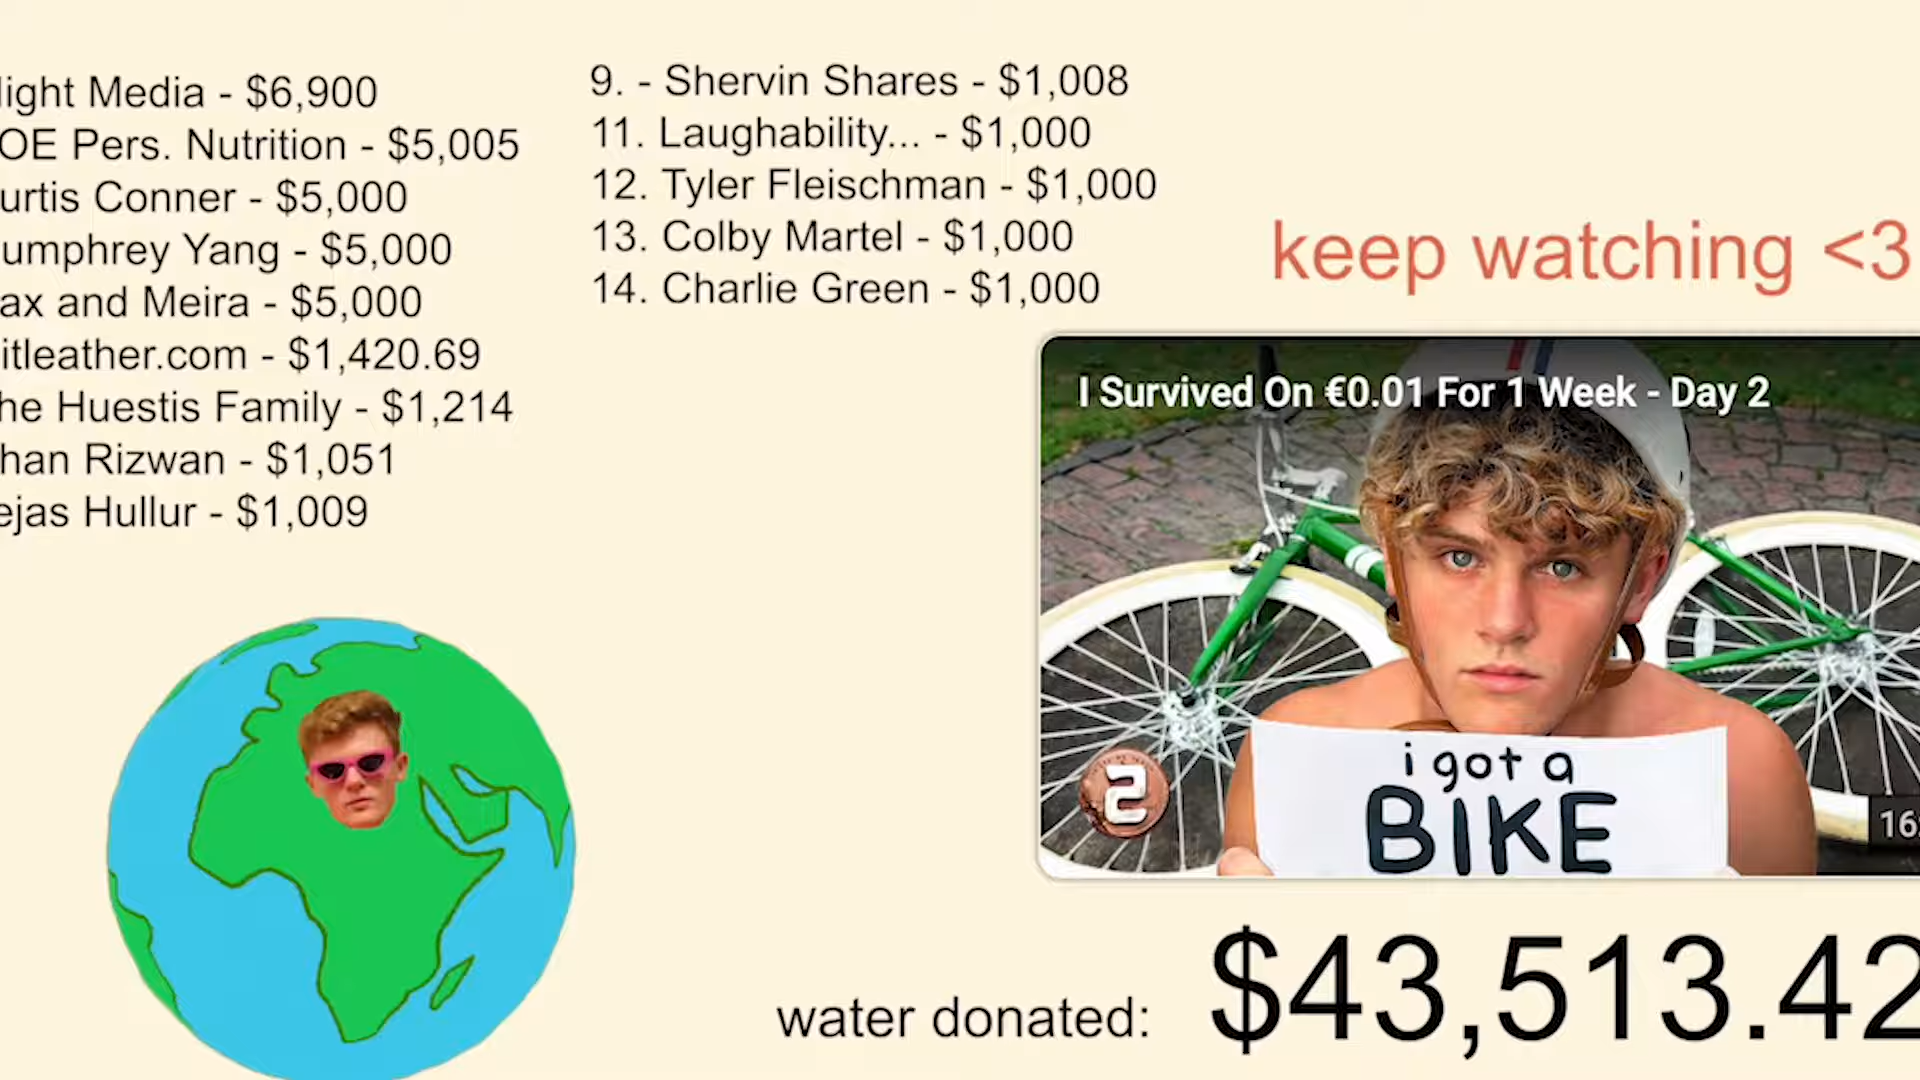 light Media - $6,900
OE Pers. Nutrition - $5,005
urtis Conner - $5,000
umphrey Yang - $5,000
ax and Meira - $5,000
itleather.com - $1,420.69
he Huestis Family - $1,214
han Rizwan - $1,051
ejas Hullur - $1,009
9. - Shervin Shares - $1,008
11. Laughability... - $1,000
12. Tyler Fleischman - $1,000
13. Colby Martel - $1,000
14. Charlie Green - $1,000
keep watching <3
I Survived On €0.01 For 1 Week - Day 2
i got a
BIKE
2
16
water donated: $43,513.42